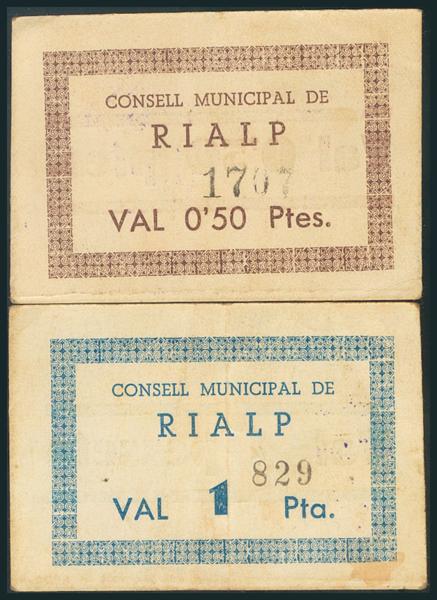 CONSELL MUNICIPAL DE
RIALP
1707
VAL 0'50 Ptes.
CONSELL MUNICIPAL DE
RIALP
829
VAL 1 Pta.